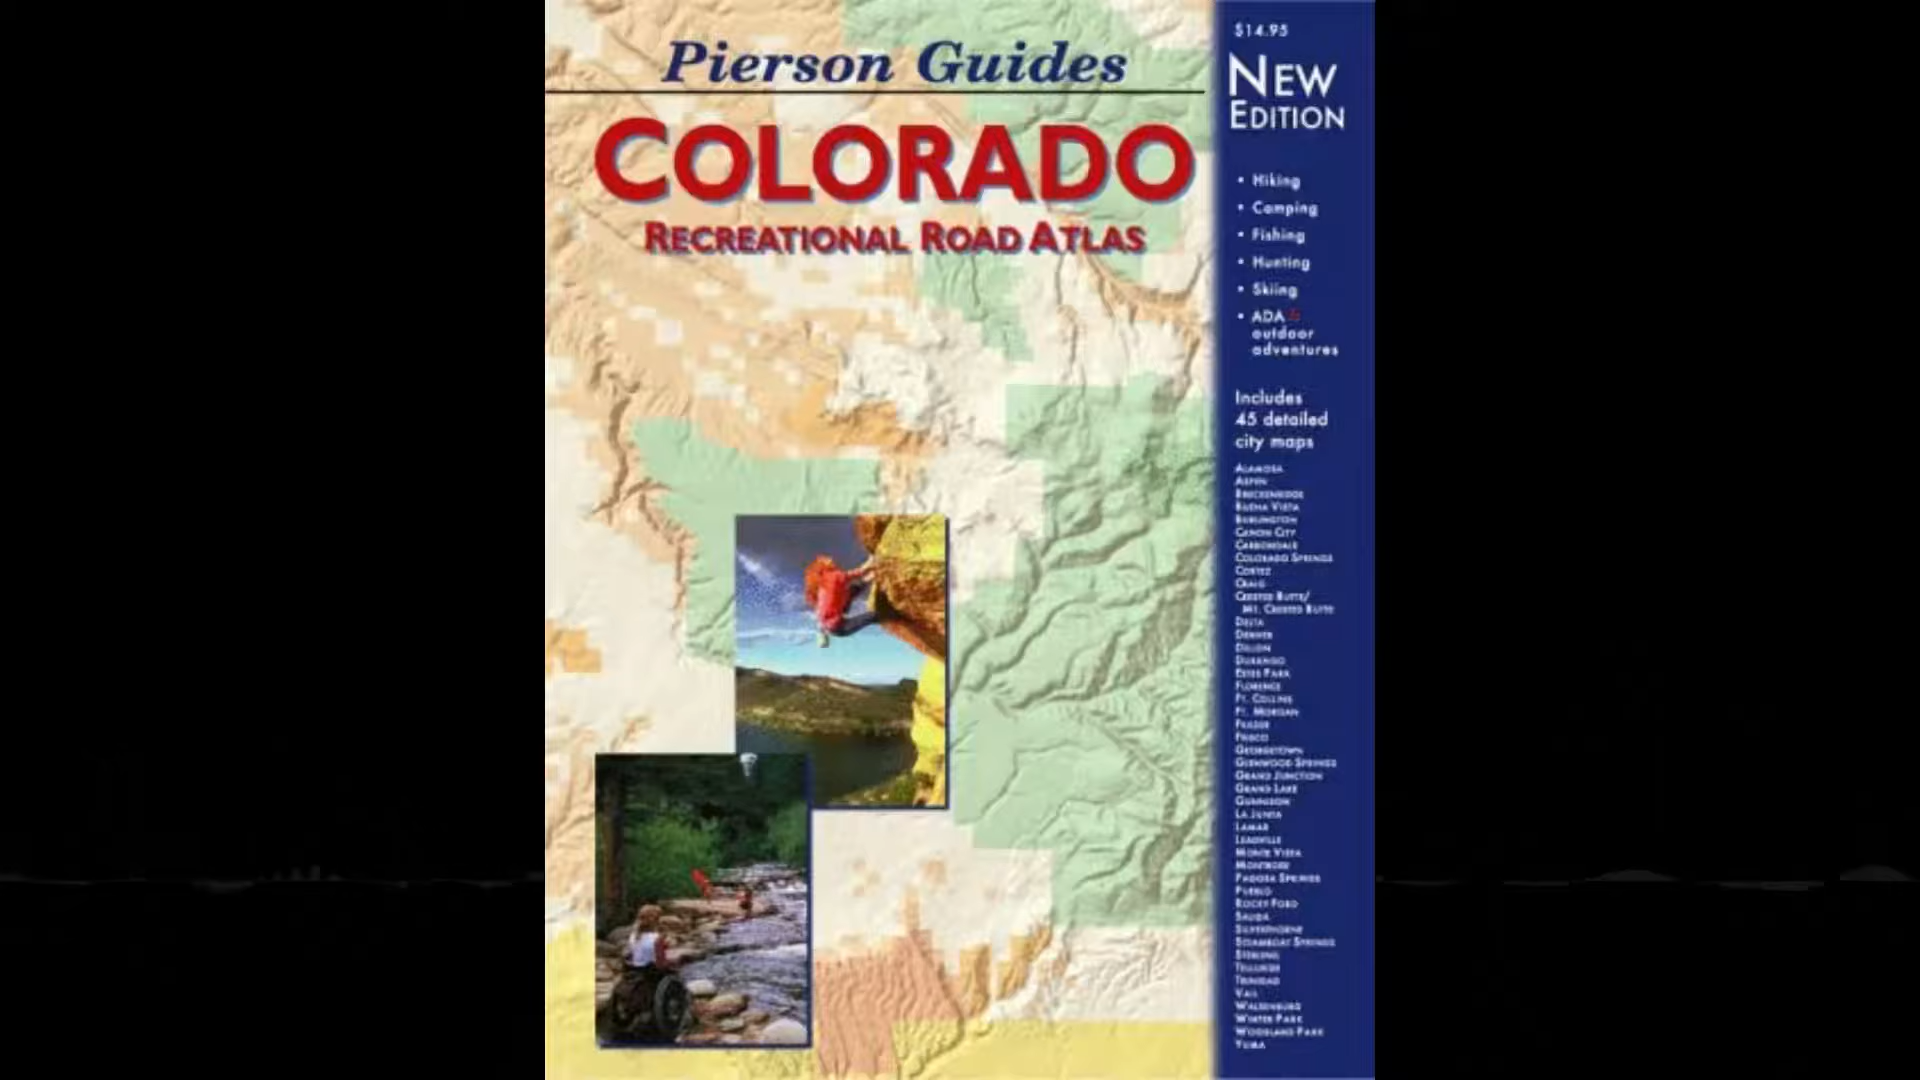 Pierson Guides
COLORADO
RECREATIONAL ROAD ATLAS
$14.95
NEW
EDITION
• Hiking
• Camping
• Fishing
• Hunting
• Skiing
• ADA
outdoor
adventures
Includes
45 detailed
city maps
ALAMOSA
ASPEN
BRECKENRIDGE
BUENA VISTA
BURLINGTON
CANON CITY
CARBONDALE
COLORADO SPRINGS
CORTEZ
CRAIG
CRESTED BUTTE/
MT. CRESTED BUTTE
DELTA
DENVER
DILLON
DURANGO
ESTES PARK
FLORENCE
FT. COLLINS
FT. MORGAN
FRASER
FRISCO
GEORGETOWN
GLENWOOD SPRINGS
GRAND JUNCTION
GRAND LAKE
GUNNISON
LA JUNTA
LAMAR
LEADVILLE
MONTE VISTA
MONTROSE
PAGOSA SPRINGS
PUEBLO
ROCKY FORD
SALIDA
SILVERTHORNE
STEAMBOAT SPRINGS
STERLING
TELLURIDE
TRINIDAD
VAIL
WALSENBURG
WINTER PARK
WOODLAND PARK
YUMA